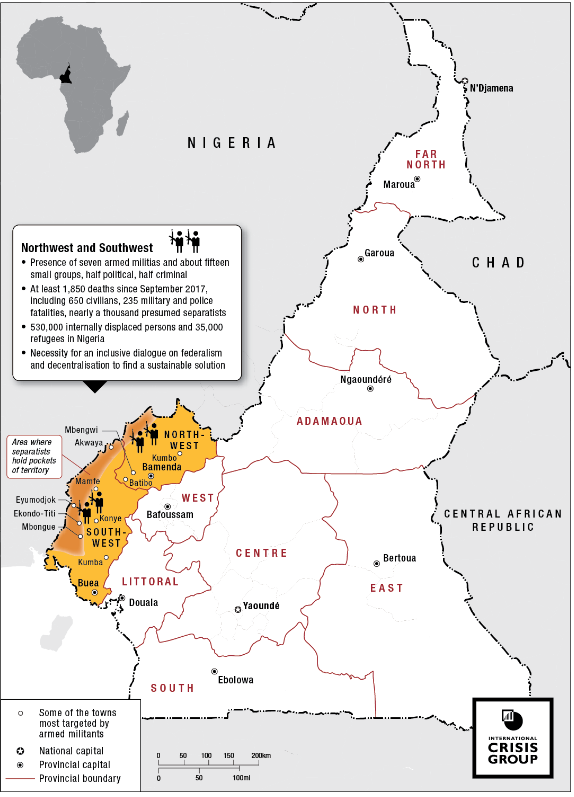 N'Djamena
NIGERIA
FAR
NORTH
Maroua
Northwest and Southwest
• Presence of seven armed militias and about fifteen
small groups, half political, half criminal
• At least 1,850 deaths since September 2017,
including 650 civilians, 235 military and police
fatalities, nearly a thousand presumed separatists
• 530,000 internally displaced persons and 35,000
refugees in Nigeria
• Necessity for an inclusive dialogue on federalism
and decentralisation to find a sustainable solution
Garoua
CHAD
NORTH
Ngaoundéré
ADAMAOUA
Mbengwi
Akwaya
NORTH-
WEST
Area where
separatists
hold pockets
of territory
Kumbo
Bamenda
Mamfe
Batibo
WEST
Eyumodjok
Ekondo-Titi
Mbongue
Konye
Bafoussam
SOUTH-
WEST
CENTRAL AFRICAN
REPUBLIC
CENTRE
Kumba
Bertoua
Buea
LITTORAL
EAST
Douala
Yaoundé
SOUTH
Ebolowa
Some of the towns
most targeted by
armed militants
National capital
Provincial capital
Provincial boundary
0 50 100 150 200km
0 50 100mi
INTERNATIONAL
CRISIS
GROUP